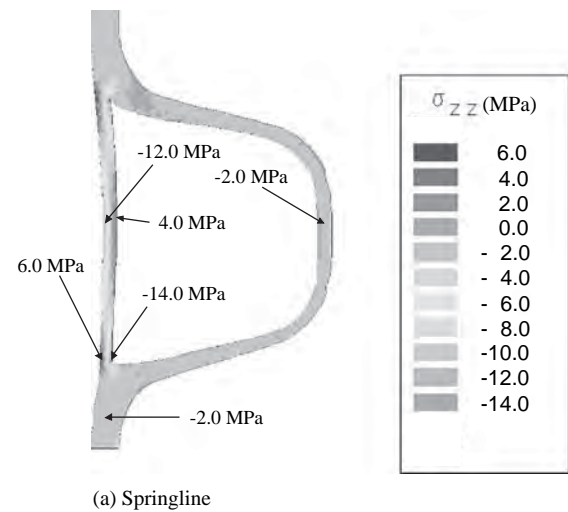 -12.0 MPa
-2.0 MPa
4.0 MPa
6.0 MPa
-14.0 MPa
-2.0 MPa
(a) Springline
σzz (MPa)
6.0
4.0
2.0
0.0
- 2.0
- 4.0
- 6.0
- 8.0
-10.0
-12.0
-14.0